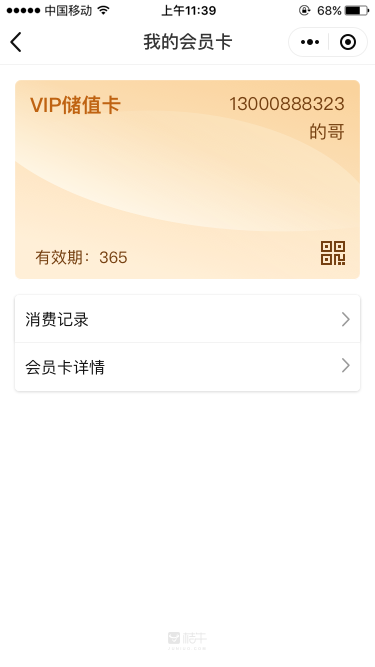 中国移动
上午11:39
68%
我的会员卡
VIP储值卡
13000888323
的哥
有效期：365
消费记录
会员卡详情